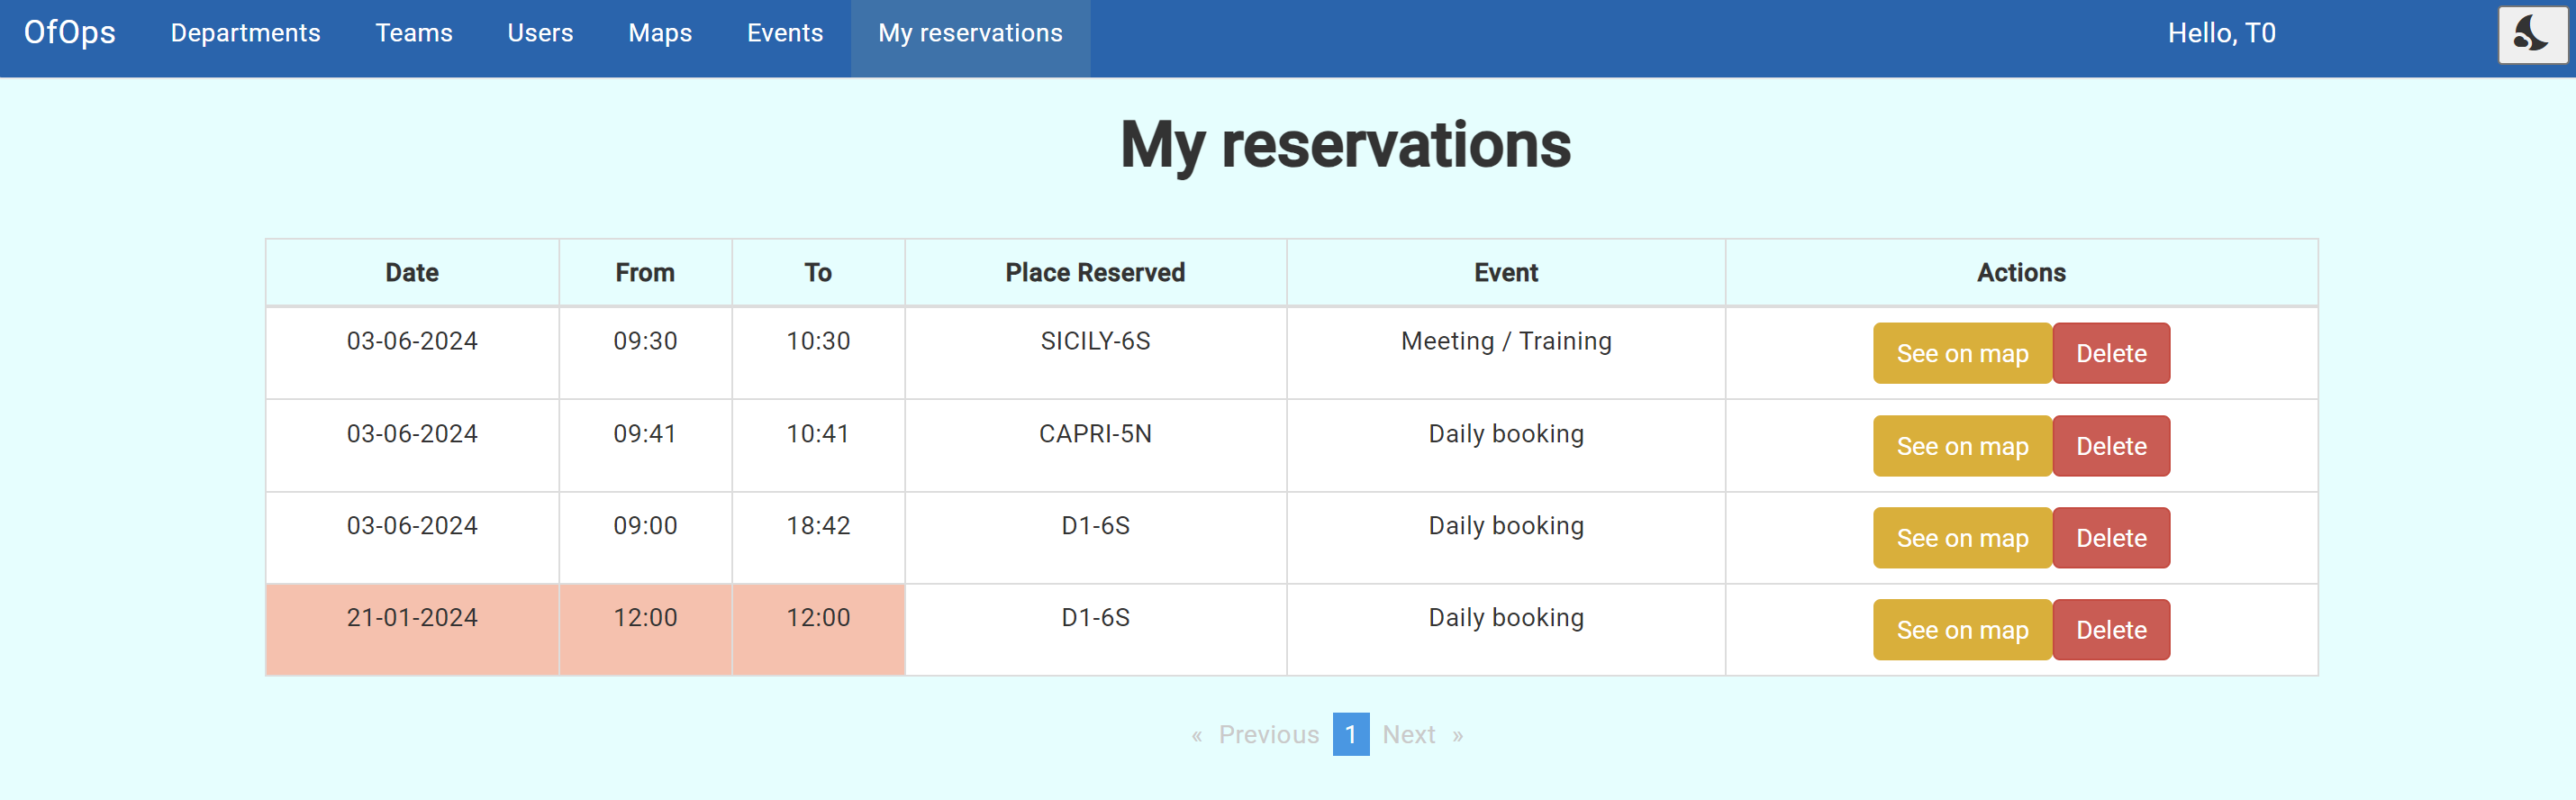 OfOps Departments Teams Users Maps Events My reservations Hello, T0
My reservations
Date From To Place Reserved Event Actions
03-06-2024 09:30 10:30 SICILY-6S Meeting / Training See on map Delete
03-06-2024 09:41 10:41 CAPRI-5N Daily booking See on map Delete
03-06-2024 09:00 18:42 D1-6S Daily booking See on map Delete
21-01-2024 12:00 12:00 D1-6S Daily booking See on map Delete
« Previous 1 Next »